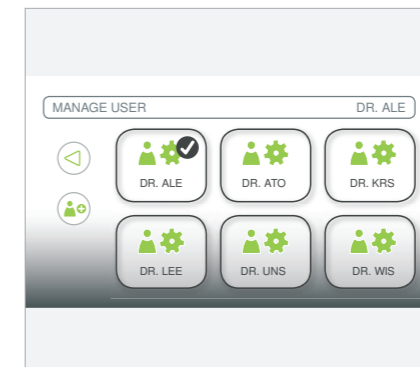 MANAGE USER DR. ALE
DR. ALE DR. ATO DR. KRS
DR. LEE DR. UNS DR. WIS